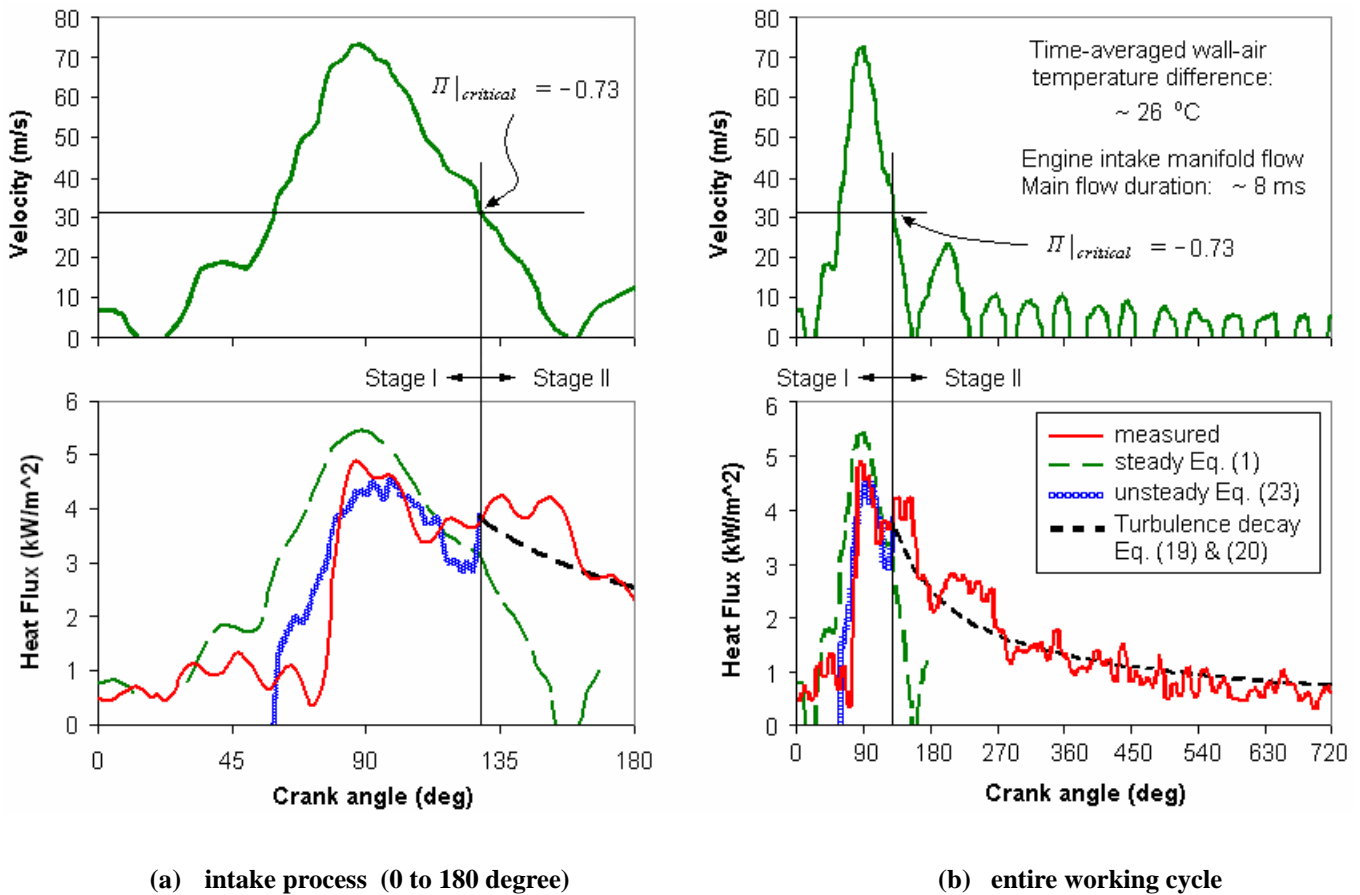 80
70
60
50
40
30
20
10
0
Velocity (m/s)
Π|critical = −0.73
Stage I
Stage II
6
5
4
3
2
1
0
Heat Flux (kW/m^2)
0 45 90 135 180
Crank angle (deg)
(a) intake process (0 to 180 degree)
80
70
60
50
40
30
20
10
0
Velocity (m/s)
Time-averaged wall-air
temperature difference:
~ 26 ⁰C
Engine intake manifold flow
Main flow duration: ~ 8 ms
Π|critical = −0.73
Stage I
Stage II
6
5
4
3
2
1
0
Heat Flux (kW/m^2)
measured
steady Eq. (1)
unsteady Eq. (23)
Turbulence decay
Eq. (19) & (20)
0 90 180 270 360 450 540 630 720
Crank angle (deg)
(b) entire working cycle